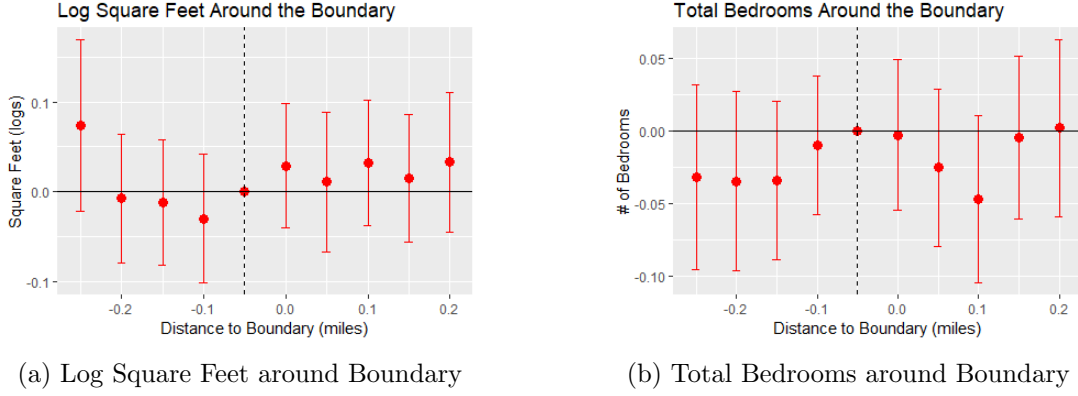 Log Square Feet Around the Boundary
Square Feet (logs)
0.1
0.0
-0.1
-0.2
-0.1
0.0
0.1
0.2
Distance to Boundary (miles)
(a) Log Square Feet around Boundary
Total Bedrooms Around the Boundary
# of Bedrooms
0.05
0.00
-0.05
-0.10
-0.2
-0.1
0.0
0.1
0.2
Distance to Boundary (miles)
(b) Total Bedrooms around Boundary